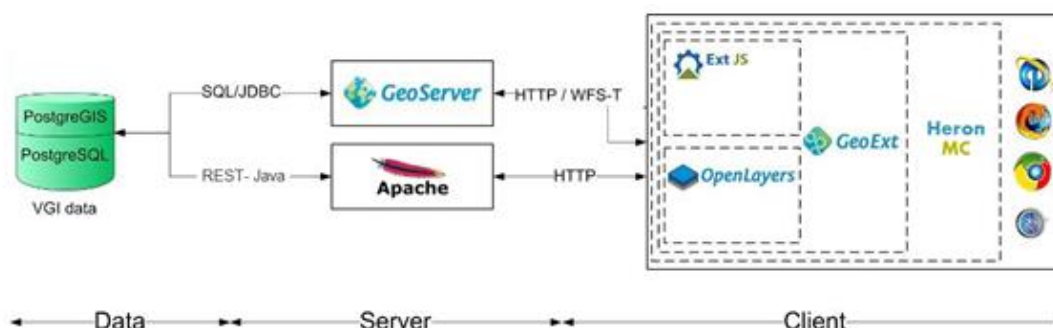 PostgreGIS
PostgreSQL
VGI data
SQL/JDBC
REST- Java
GeoServer
Apache
HTTP / WFS-T
HTTP
Ext JS
OpenLayers
GeoExt
Heron
MC
Data
Server
Client